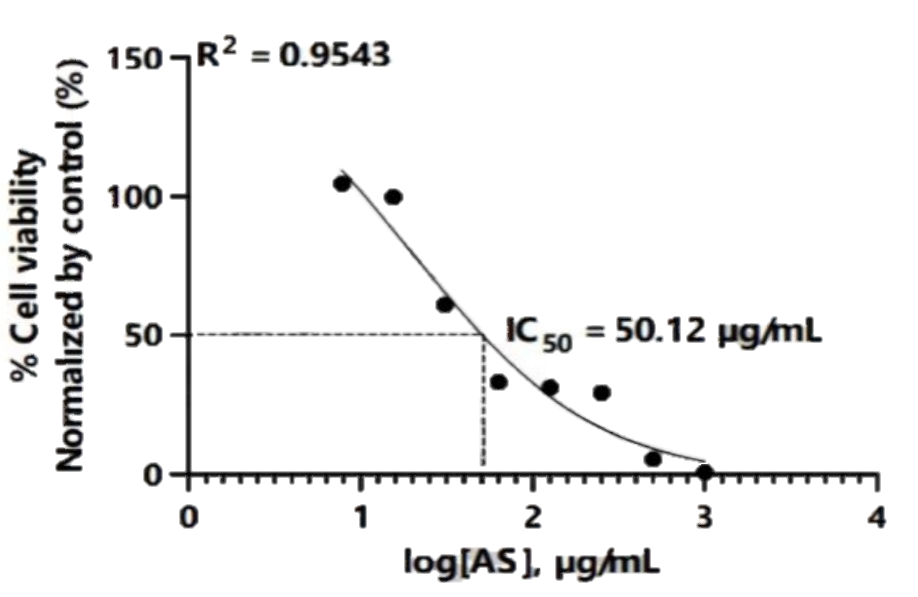 R² = 0.9543
% Cell viability
Normalized by control (%)
150
100
50
0
IC₅₀ = 50.12 µg/mL
0 1 2 3 4
log[AS], µg/mL